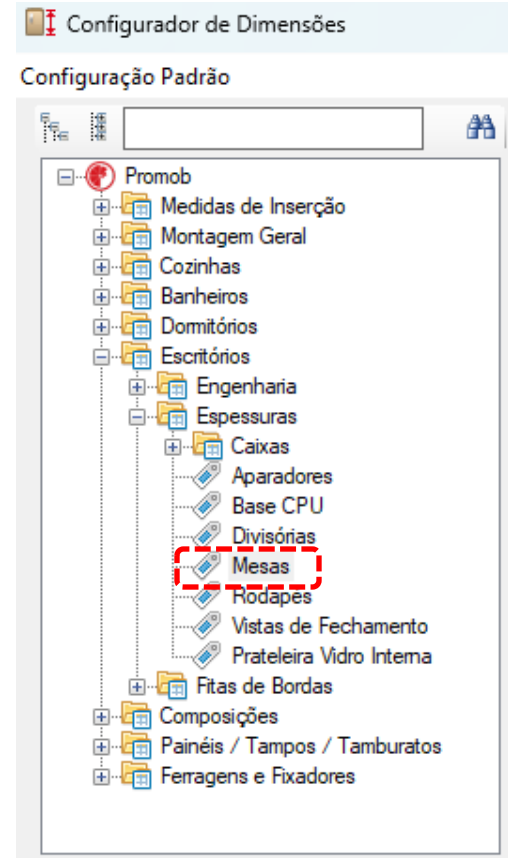 Configurador de Dimensões
Configuração Padrão
Promob
Medidas de Inserção
Montagem Geral
Cozinhas
Banheiros
Dormitórios
Escritórios
Engenharia
Espessuras
Caixas
Aparadores
Base CPU
Divisórias
Mesas
Rodapés
Vistas de Fechamento
Prateleira Vidro Interna
Fitas de Bordas
Composições
Painéis / Tampos / Tamburatos
Ferragens e Fixadores